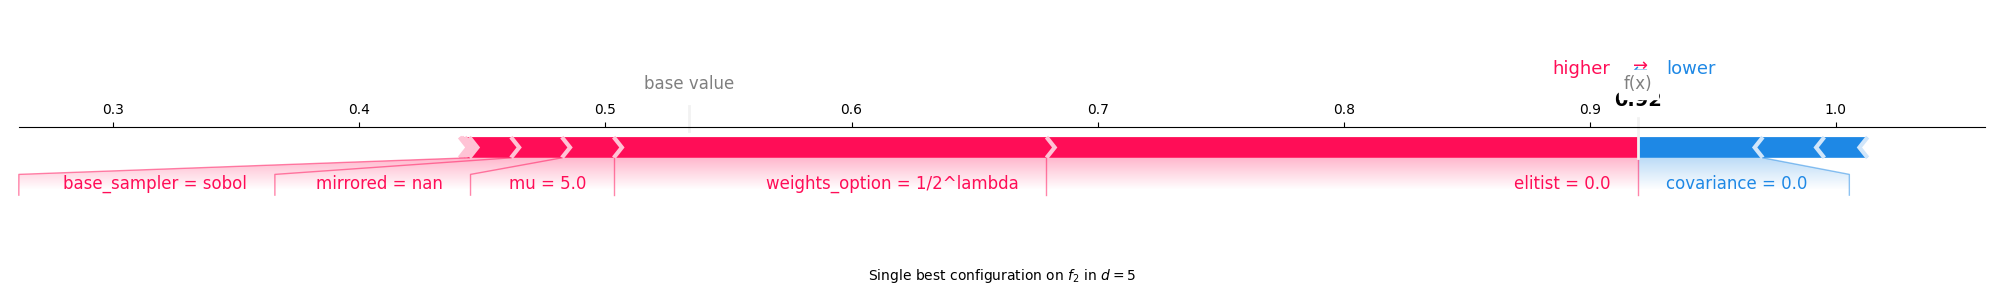 higher ⇄ lower
base value f(x)
0.3 0.4 0.5 0.6 0.7 0.8 0.9 0.92 1.0
base_sampler = sobol mirrored = nan mu = 5.0 weights_option = 1/2^lambda elitist = 0.0 covariance = 0.0
Single best configuration on $f_2$ in $d = 5$